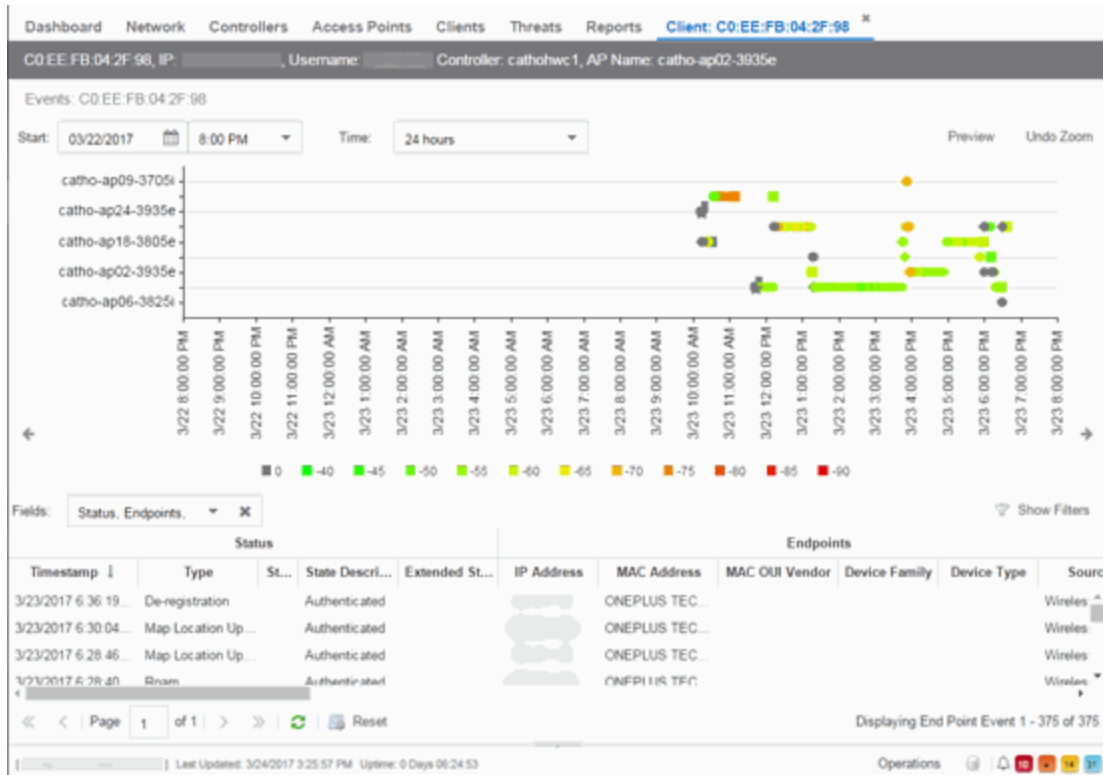 Dashboard Network Controllers Access Points Clients Threats Reports Client: C0:EE:FB:04:2F:98
C0:EE:FB:04:2F:98, IP: , Username: Controller: cathohwc1, AP Name: catho-ap02-3935e
Events: C0:EE:FB:04:2F:98
Start: 03/22/2017 8:00 PM Time: 24 hours Preview Undo Zoom
catho-ap09-3705i
catho-ap24-3935e
catho-ap18-3805e
catho-ap02-3935e
catho-ap06-3825i
3/22 8:00:00 PM
3/22 9:00:00 PM
3/22 10:00:00 PM
3/22 11:00:00 PM
3/23 12:00:00 AM
3/23 1:00:00 AM
3/23 2:00:00 AM
3/23 3:00:00 AM
3/23 4:00:00 AM
3/23 5:00:00 AM
3/23 6:00:00 AM
3/23 7:00:00 AM
3/23 8:00:00 AM
3/23 9:00:00 AM
3/23 10:00:00 AM
3/23 11:00:00 AM
3/23 12:00:00 PM
3/23 1:00:00 PM
3/23 2:00:00 PM
3/23 3:00:00 PM
3/23 4:00:00 PM
3/23 5:00:00 PM
3/23 6:00:00 PM
3/23 7:00:00 PM
3/23 8:00:00 PM
0 -40 -45 -50 -55 -60 -65 -70 -75 -80 -85 -90
Fields: Status, Endpoints, Show Filters
Status Endpoints
Timestamp Type St... State Descri... Extended St... IP Address MAC Address MAC OUI Vendor Device Family Device Type Sourc
3/23/2017 6:36:19... De-registration Authenticated ONEPLUS TEC... Wireles
3/23/2017 6:30:04... Map Location Up... Authenticated ONEPLUS TEC... Wireles
3/23/2017 6:28:46... Map Location Up... Authenticated ONEPLUS TEC... Wireles
3/23/2017 6:28:40 Roam Authenticated ONEPLUS TEC Wireles
Page 1 of 1 Reset Displaying End Point Event 1 - 375 of 375
[ ] Last Updated: 3/24/2017 3:25:57 PM Uptime: 0 Days 06:24:53 Operations 10 14 31